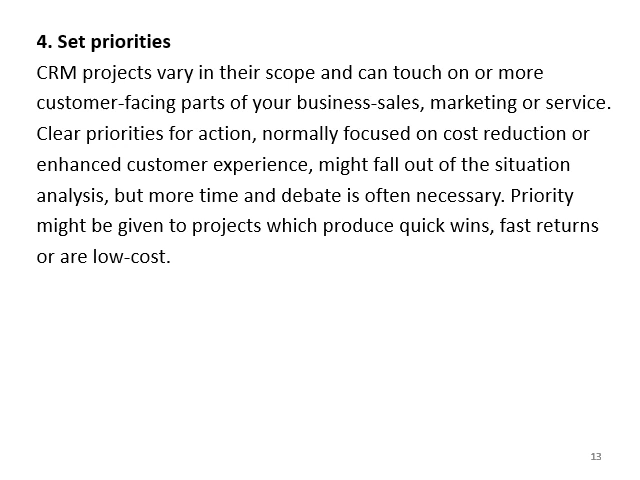 4. Set priorities
CRM projects vary in their scope and can touch on or more
customer-facing parts of your business-sales, marketing or service.
Clear priorities for action, normally focused on cost reduction or
enhanced customer experience, might fall out of the situation
analysis, but more time and debate is often necessary. Priority
might be given to projects which produce quick wins, fast returns
or are low-cost.
13